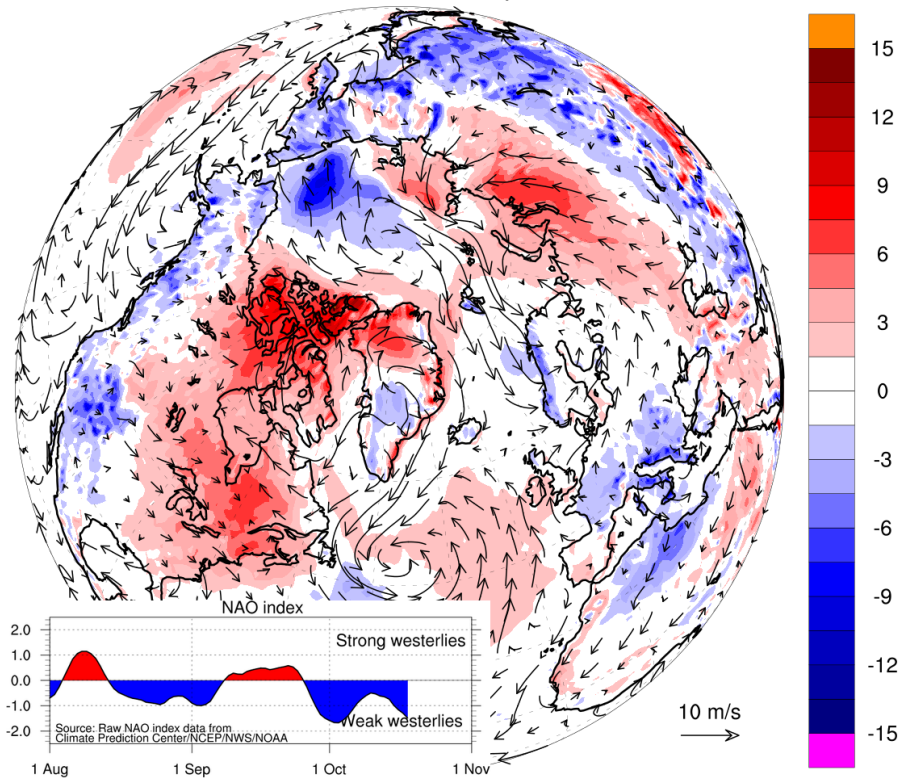 15
12
9
6
3
0
-3
-6
-9
-12
-15
NAO index
2.0
1.0
0.0
-1.0
-2.0
Strong westerlies
Weak westerlies
Source: Raw NAO index data from
Climate Prediction Center/NCEP/NWS/NOAA
1 Aug
1 Sep
1 Oct
1 Nov
10 m/s